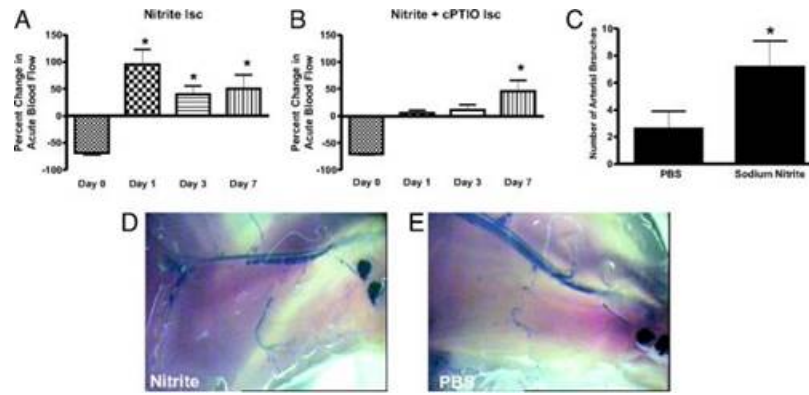 A
Nitrite Isc
Percent Change in
Acute Blood Flow
150
100
50
0
-50
-100
*
*
*
Day 0 Day 1 Day 3 Day 7
B
Nitrite + cPTIO Isc
Percent Change in
Acute Blood Flow
150
100
50
0
-50
-100
*
Day 0 Day 1 Day 3 Day 7
C
Number of Arterial Branches
10
8
6
4
2
0
*
PBS Sodium Nitrite
D
Nitrite
E
PBS